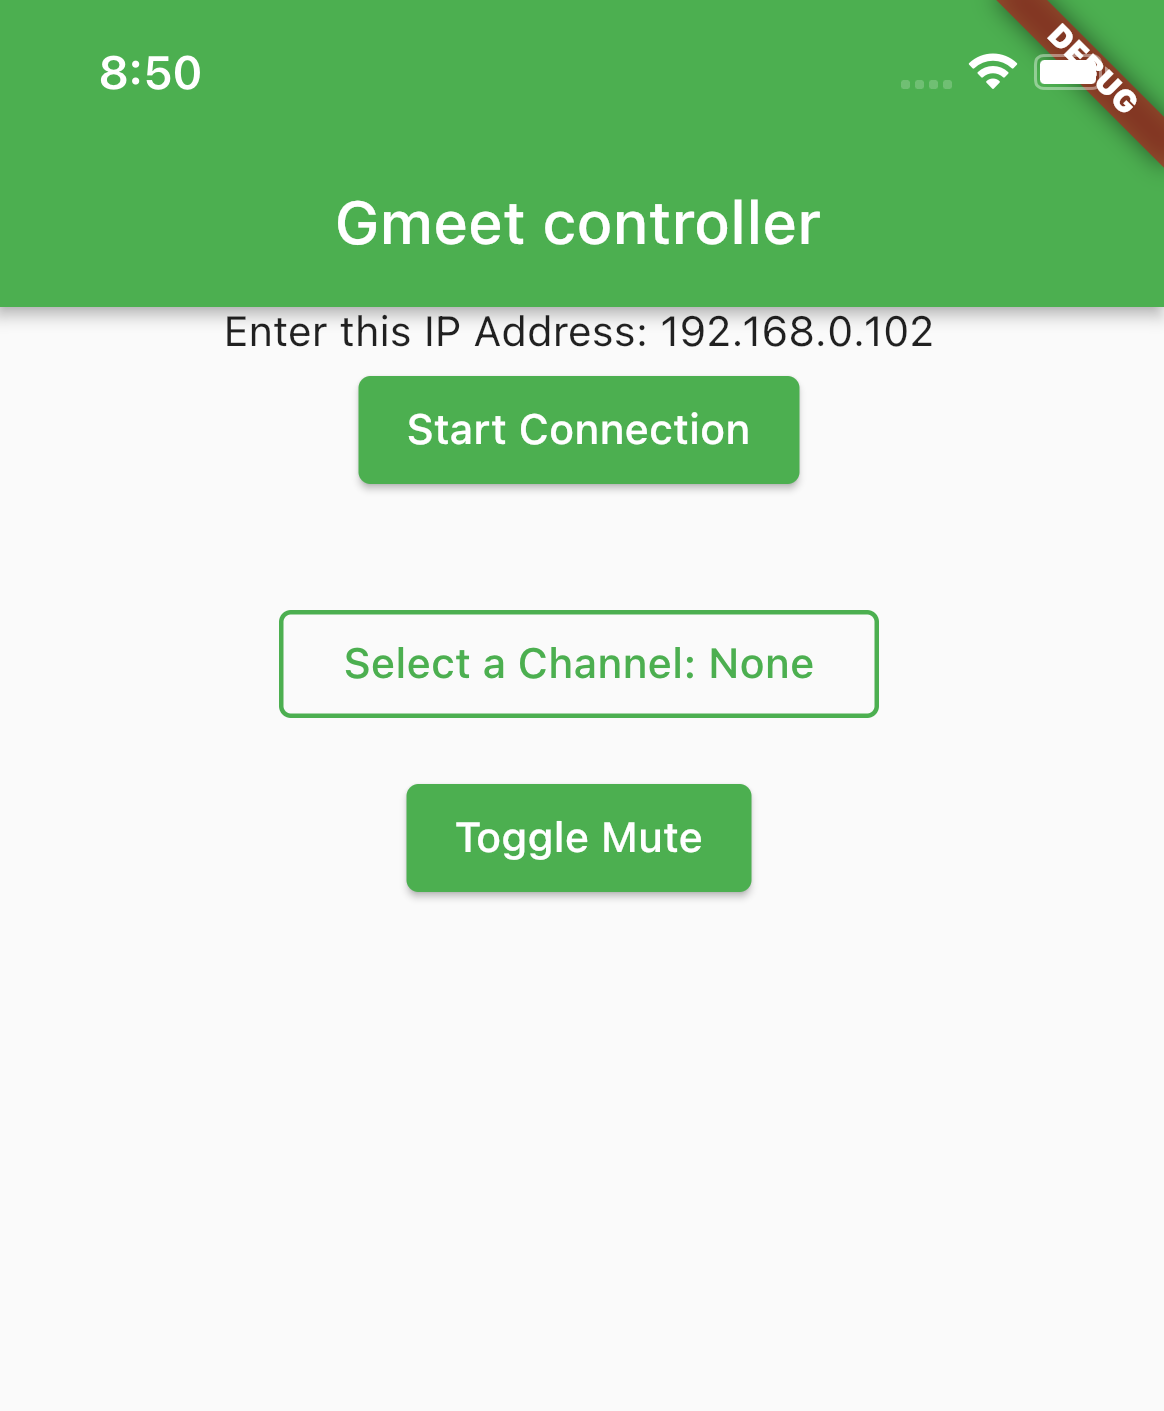 8:50
DEBUG
Gmeet controller
Enter this IP Address: 192.168.0.102
Start Connection
Select a Channel: None
Toggle Mute